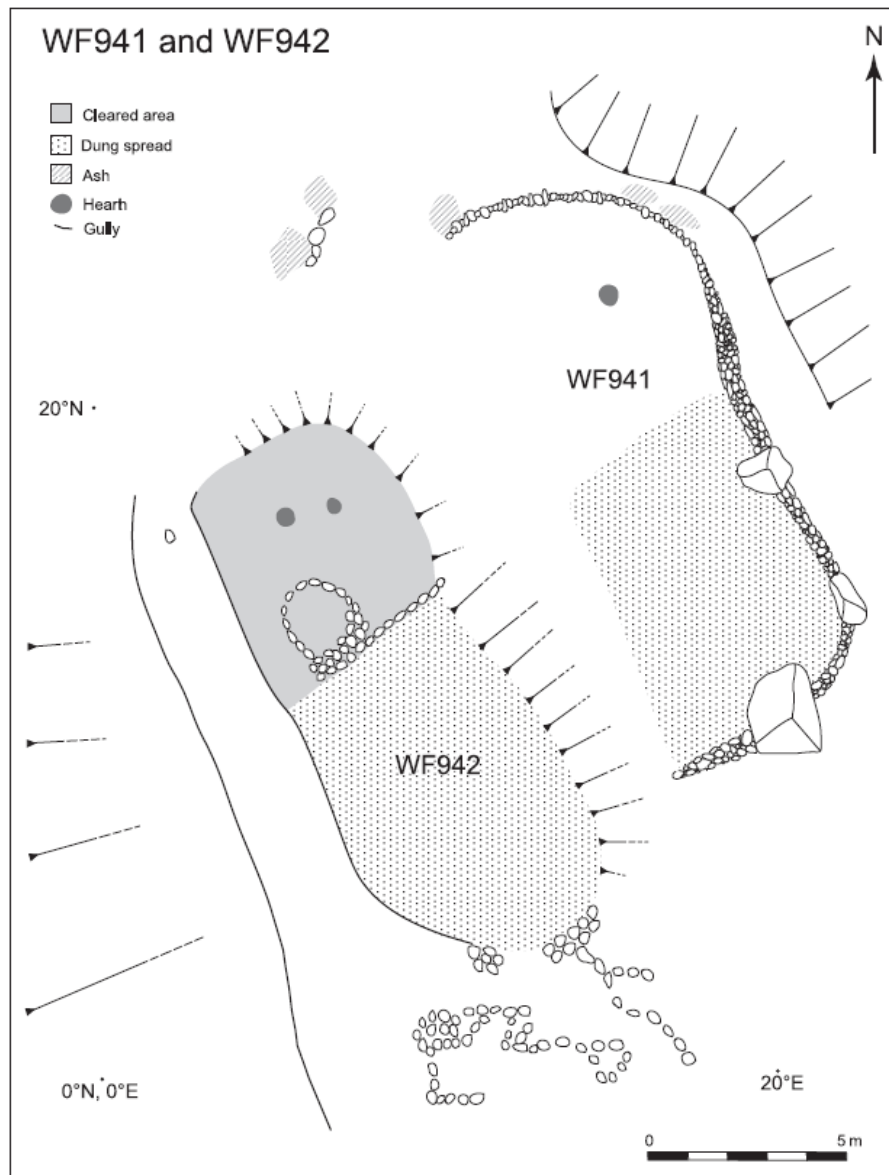 WF941 and WF942
N
Cleared area
Dung spread
Ash
Hearh
Gully
WF941
20°N
WF942
0°N, 0°E
20°E
0 5 m